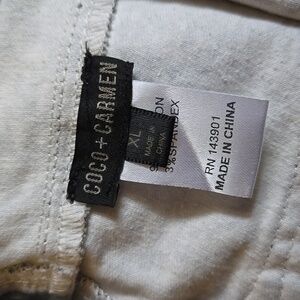 COCO+CARMEN
XL
MADE IN
CHINA
ON
3%SPANDEX
RN 143901
MADE IN CHINA